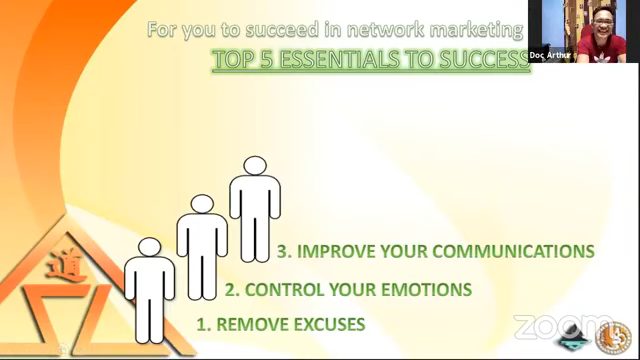 For you to succeed in network marketing
TOP 5 ESSENTIALS TO SUCCESS
Doc Arthur
道
3. IMPROVE YOUR COMMUNICATIONS
2. CONTROL YOUR EMOTIONS
1. REMOVE EXCUSES
zoom